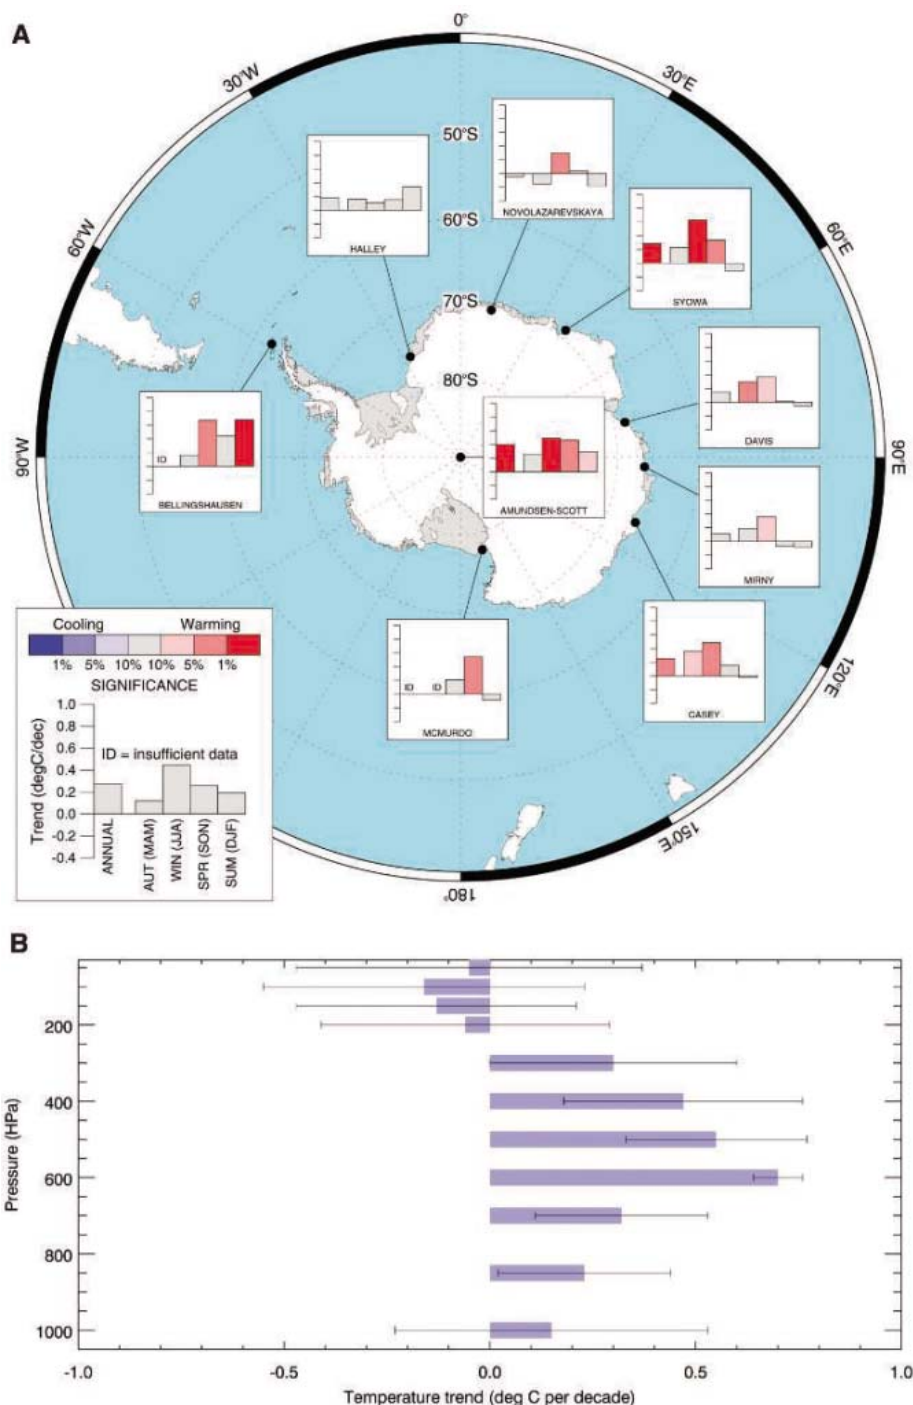 A
0°
30°W
30°E
50°S
60°S
60°W
60°E
70°S
80°S
90°W
90°E
120°E
150°E
180°
HALLEY
NOVOLAZAREVSKAYA
SYOWA
DAVIS
ID
BELLINGSHAUSEN
AMUNDSEN-SCOTT
MIRNY
ID ID
MCMURDO
CASEY
Cooling Warming
1% 5% 10% 10% 5% 1%
SIGNIFICANCE
Trend (degC/dec)
1.0
0.8
0.6
ID = insufficient data
0.4
0.2
0.0
-0.2
-0.4
ANNUAL
AUT (MAM)
WIN (JJA)
SPR (SON)
SUM (DJF)
B
Pressure (HPa)
200
400
600
800
1000
-1.0 -0.5 0.0 0.5 1.0
Temperature trend (deg C per decade)